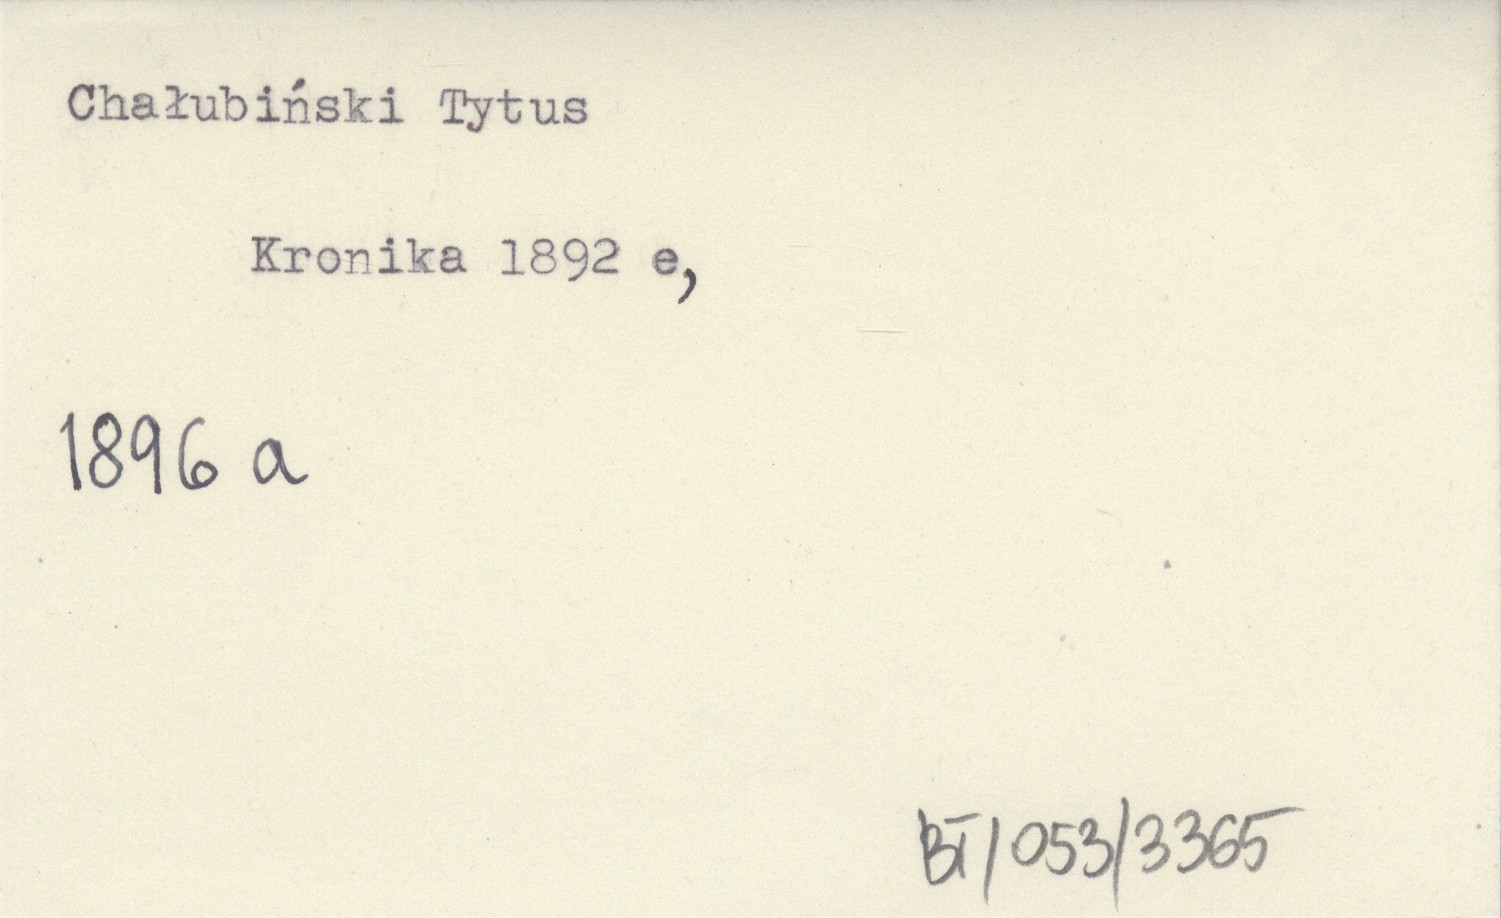 Chałubiński Tytus
Kronika 1892 e,
1896 a
BT/053/3365